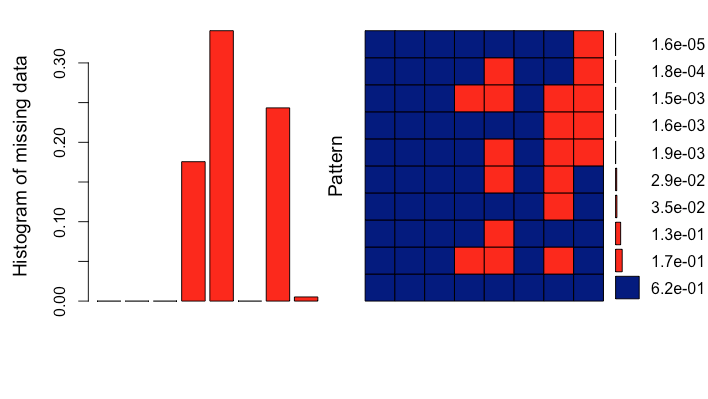 Histogram of missing data
0.30
0.20
0.10
0.00
Pattern
1.6e-05
1.8e-04
1.5e-03
1.6e-03
1.9e-03
2.9e-02
3.5e-02
1.3e-01
1.7e-01
6.2e-01